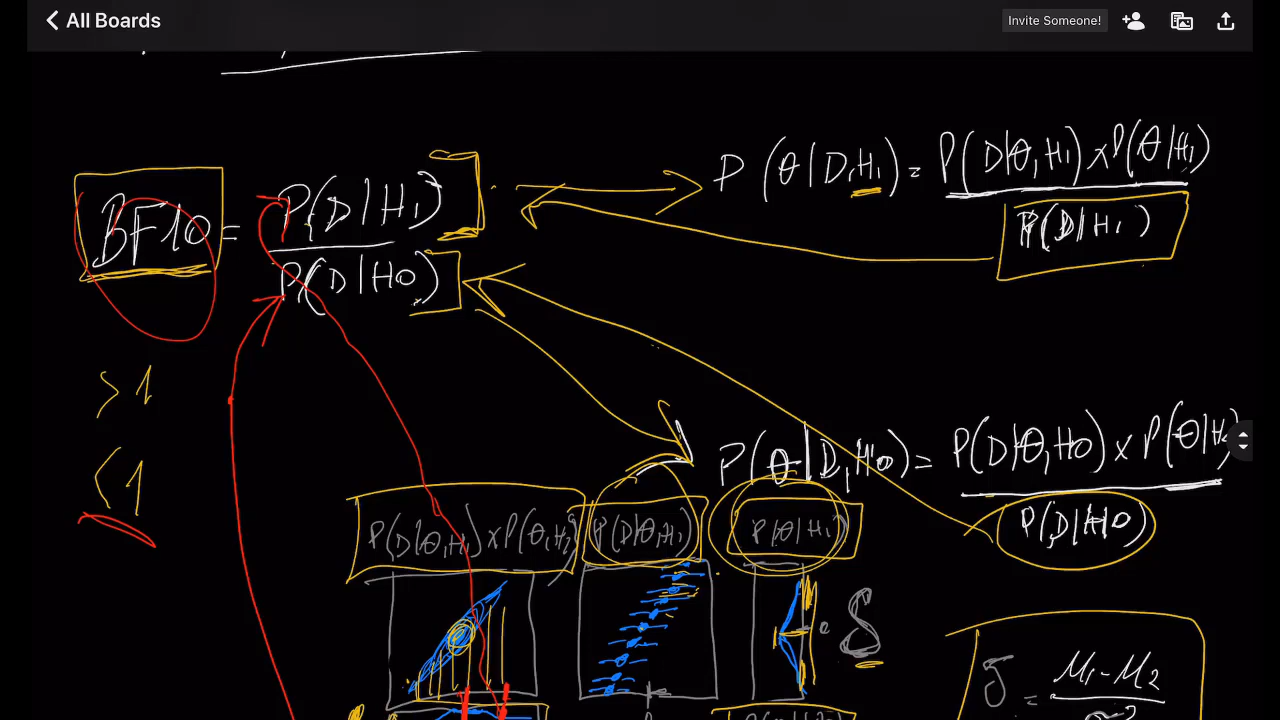 All Boards
Invite Someone!
BF10 = P(D|H1)
P(D|H0)
P(θ|D,H1) = P(D|θ,H1)xP(θ|H1)
P(D|H1)
>1
<1
P(θ|D,H0) = P(D|θ,H0) x P(θ|H
P(D|H0)
P(D|θ,H1) x P(θ,H1) P(D|θ,H1) P(θ|H1)
δ
δ = μ1-μ2